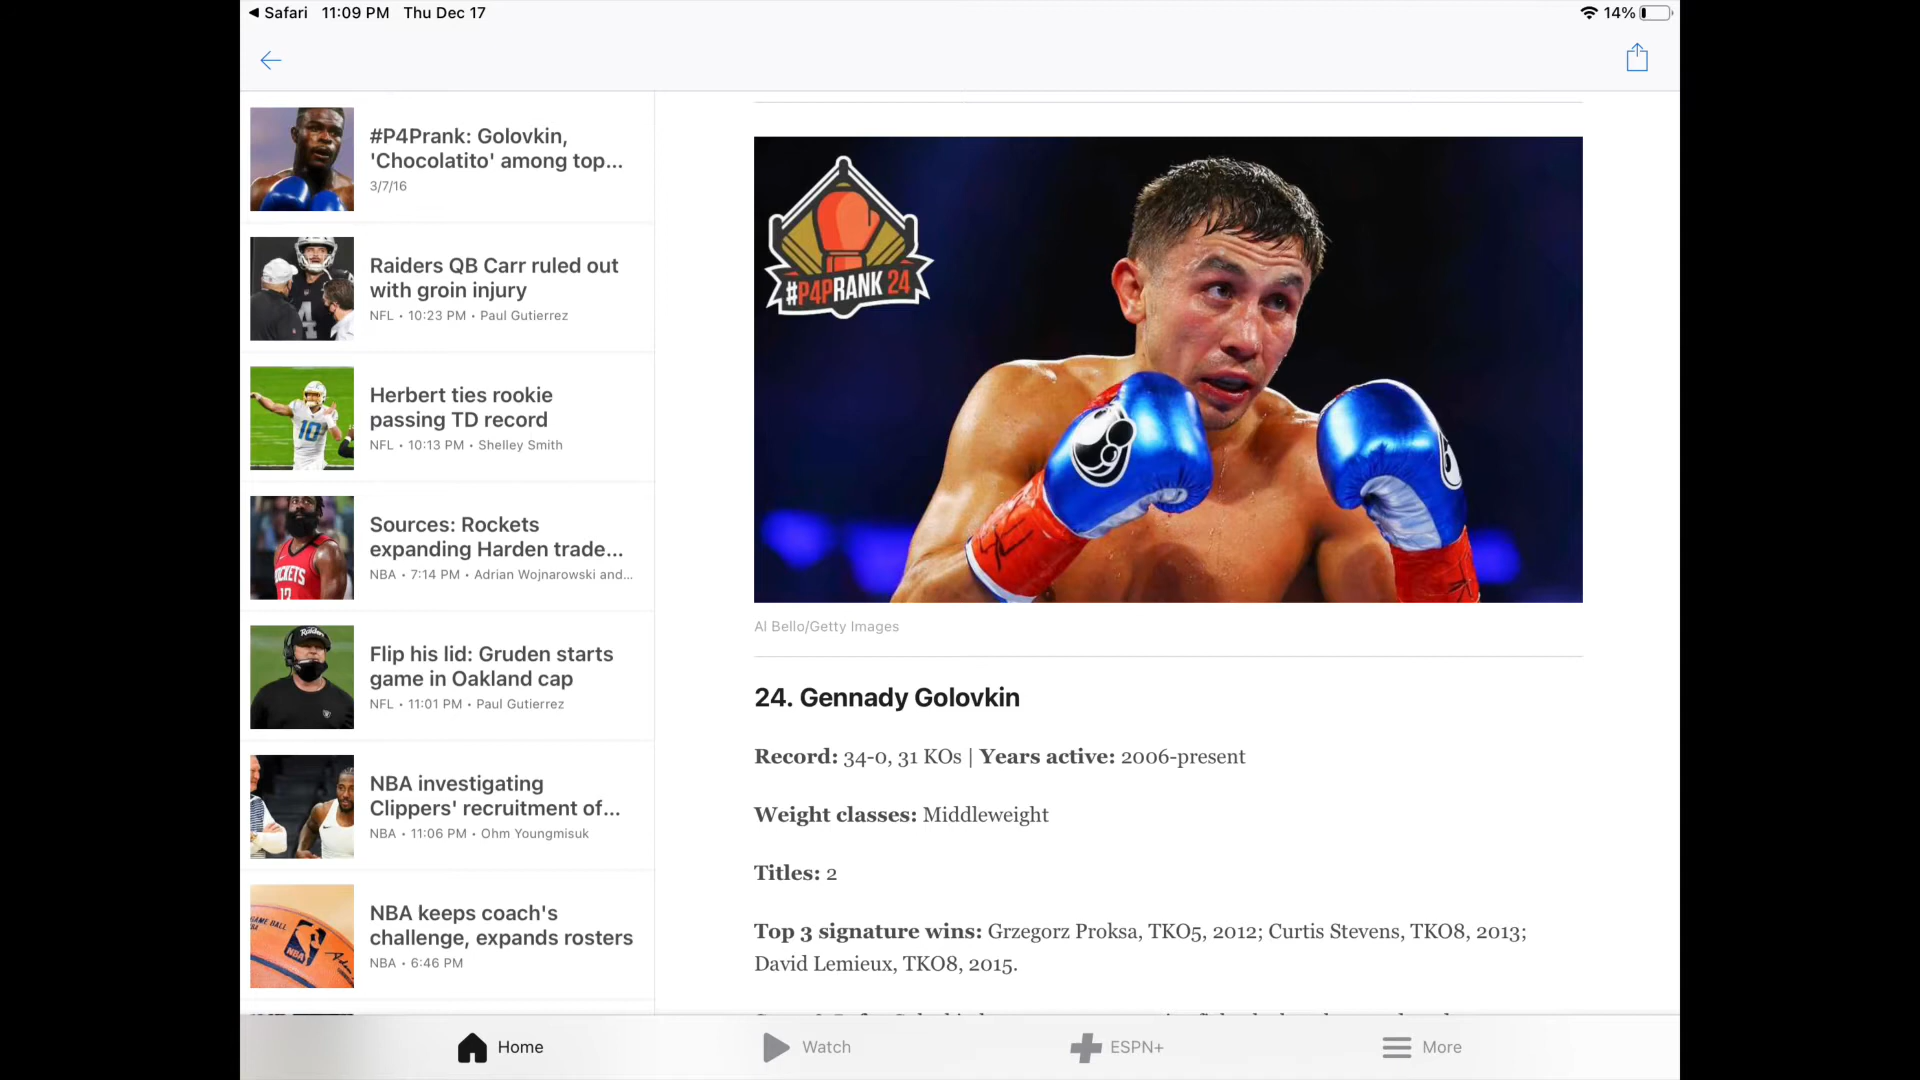 Safari 11:09 PM Thu Dec 17
14%
#P4Prank: Golovkin,
'Chocolatito' among top...
3/7/16
Raiders QB Carr ruled out
with groin injury
NFL • 10:23 PM • Paul Gutierrez
Herbert ties rookie
passing TD record
NFL • 10:13 PM • Shelley Smith
10
Sources: Rockets
expanding Harden trade...
NBA • 7:14 PM • Adrian Wojnarowski and...
Flip his lid: Gruden starts
game in Oakland cap
NFL • 11:01 PM • Paul Gutierrez
Raiders
NBA investigating
Clippers' recruitment of...
NBA • 11:06 PM • Ohm Youngmisuk
NBA keeps coach's
challenge, expands rosters
NBA • 6:46 PM
GAME BALL
NBA
#P4PRANK 24
Al Bello/Getty Images
24. Gennady Golovkin
Record: 34-0, 31 KOs | Years active: 2006-present
Weight classes: Middleweight
Titles: 2
Top 3 signature wins: Grzegorz Proksa, TKO5, 2012; Curtis Stevens, TKO8, 2013;
David Lemieux, TKO8, 2015.
Home
Watch
ESPN+
More